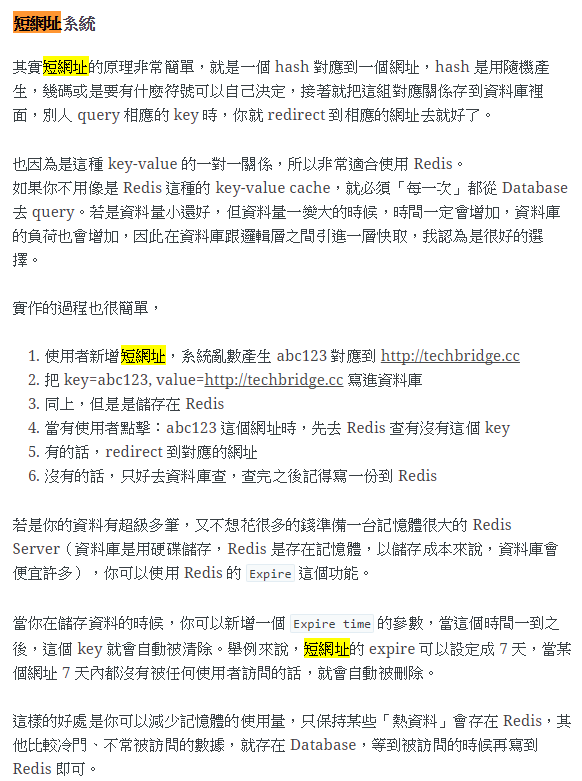 短網址系統
其實短網址的原理非常簡單，就是一個 hash 對應到一個網址，hash 是用隨機產
生，幾碼或是要有什麼符號可以自己決定，接著就把這組對應關係存到資料庫裡
面，別人 query 相應的 key 時，你就 redirect 到相應的網址去就好了。
也因為是這種 key-value 的一對一關係，所以非常適合使用 Redis。
如果你不用像是 Redis 這種的 key-value cache，就必須「每一次」都從 Database
去 query。若是資料量小還好，但資料量一變大的時候，時間一定會增加，資料庫
的負荷也會增加，因此在資料庫跟邏輯層之間引進一層快取，我認為是很好的選
擇。
實作的過程也很簡單，
1. 使用者新增短網址，系統亂數產生 abc123 對應到 http://techbridge.cc
2. 把 key=abc123, value=http://techbridge.cc 寫進資料庫
3. 同上，但是是儲存在 Redis
4. 當有使用者點擊：abc123 這個網址時，先去 Redis 查有沒有這個 key
5. 有的話，redirect 到對應的網址
6. 沒有的話，只好去資料庫查，查完之後記得寫一份到 Redis
若是你的資料有超級多筆，又不想花很多的錢準備一台記憶體很大的 Redis
Server（資料庫是用硬碟儲存，Redis 是存在記憶體，以儲存成本來說，資料庫會
便宜許多），你可以使用 Redis 的 Expire 這個功能。
當你在儲存資料的時候，你可以新增一個 Expire time 的參數，當這個時間一到之
後，這個 key 就會自動被清除。舉例來說，短網址的 expire 可以設定成 7 天，當某
個網址 7 天內都沒有被任何使用者訪問的話，就會自動被刪除。
這樣的好處是你可以減少記憶體的使用量，只保持某些「熱資料」會存在 Redis，其
他比較冷門、不常被訪問的數據，就存在 Database，等到被訪問的時候再寫到
Redis 即可。